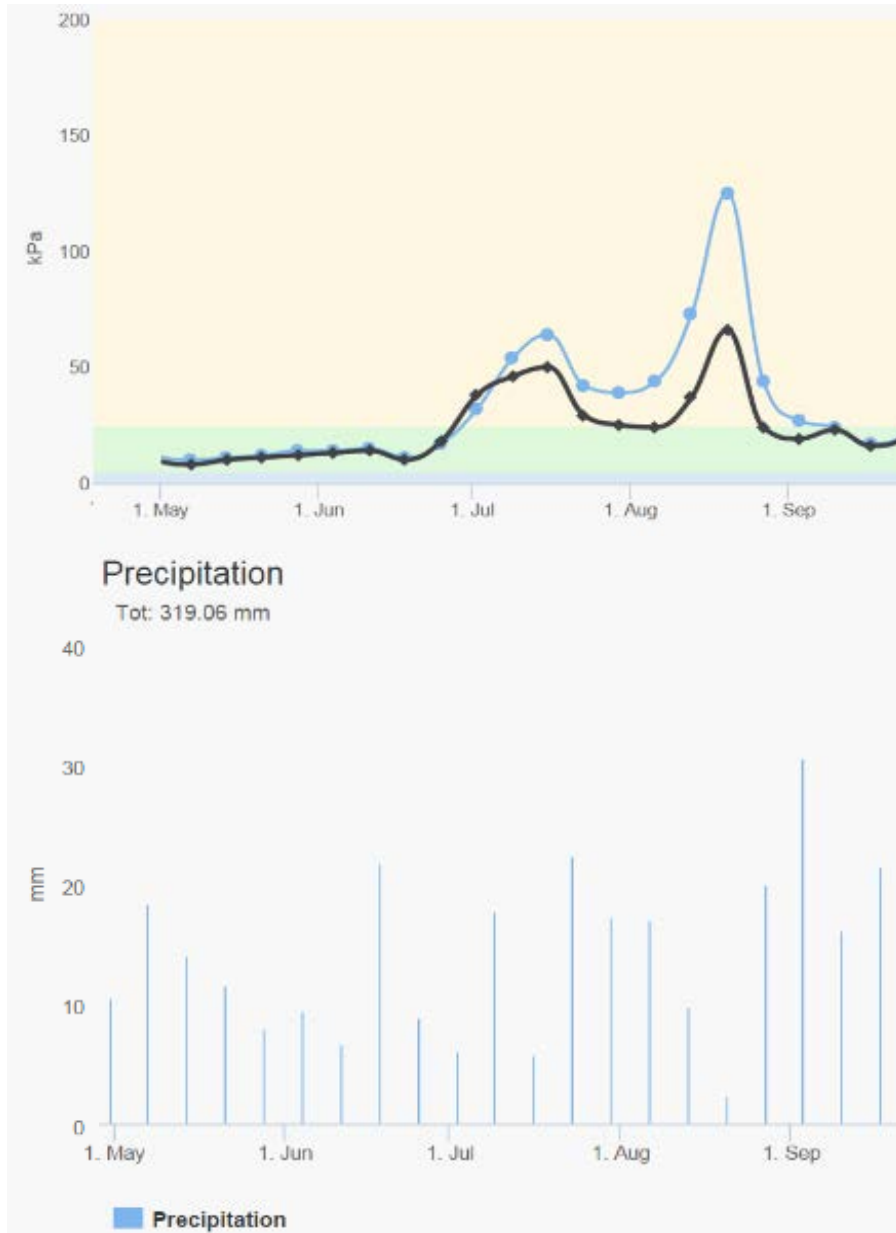 200
150
100
50
0
kPa
1. May 1. Jun 1. Jul 1. Aug 1. Sep
Precipitation
Tot: 319.06 mm
40
30
20
10
0
mm
1. May 1. Jun 1. Jul 1. Aug 1. Sep
Precipitation